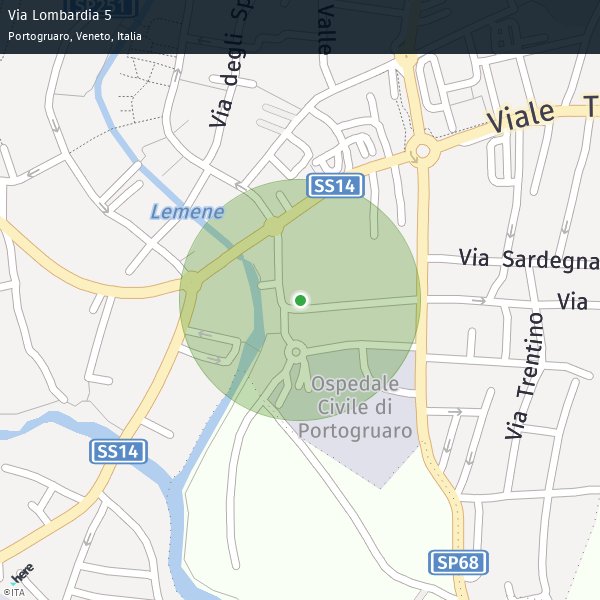 Via Lombardia 5
Portogruaro, Veneto, Italia
SP251
Via degli Sp
Valle
Viale T
SS14
Lemene
Via Sardegna
Via
Via Trentino
Ospedale
Civile di
Portogruaro
SS14
SP68
here
©ITA